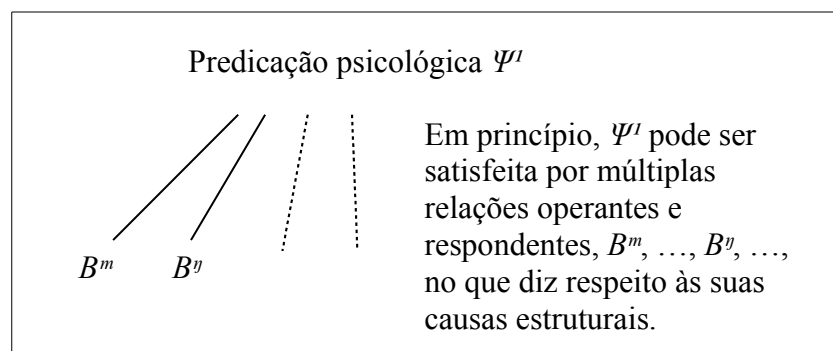 Predicação psicológica Ψ¹
Em princípio, Ψ¹ pode ser
satisfeita por múltiplas
relações operantes e
respondentes, Bᵐ, …, Bᵑ, …,
no que diz respeito às suas
causas estruturais.
Bᵐ Bᵑ